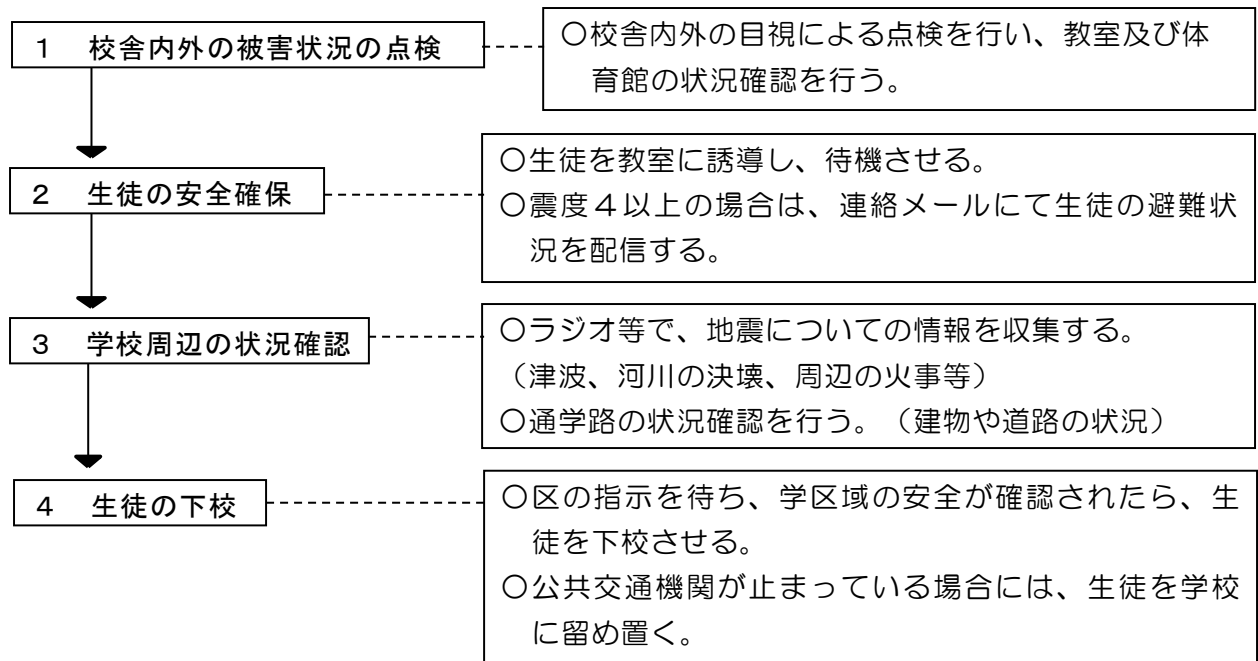 1 校舎内外の被害状況の点検
〇校舎内外の目視による点検を行い、教室及び体
育館の状況確認を行う。
2 生徒の安全確保
〇生徒を教室に誘導し、待機させる。
〇震度4以上の場合は、連絡メールにて生徒の避難状
況を配信する。
3 学校周辺の状況確認
〇ラジオ等で、地震についての情報を収集する。
(津波、河川の決壊、周辺の火事等)
〇通学路の状況確認を行う。(建物や道路の状況)
4 生徒の下校
〇区の指示を待ち、学区域の安全が確認されたら、生
徒を下校させる。
〇公共交通機関が止まっている場合には、生徒を学校
に留め置く。